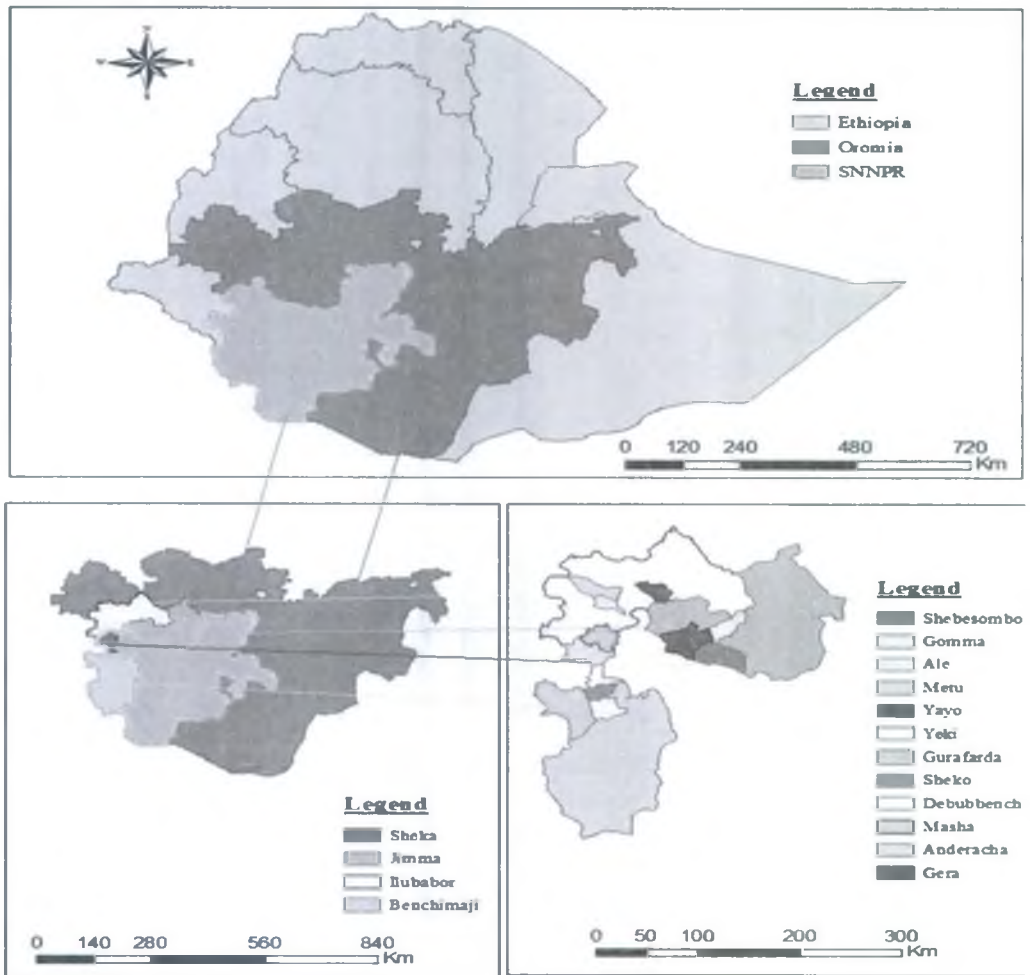 Legend
Ethiopia
Oromia
SNNPR
0 120 240 480 720
Km
Legend
Sheka
Jimma
Ilubabor
Benchimaji
0 140 280 560 840
Km
Legend
Shebesombo
Gomma
Ale
Metu
Yayo
Yeki
Gurafarda
Sheko
Debubbench
Masha
Anderacha
Gera
0 50 100 200 300
Km